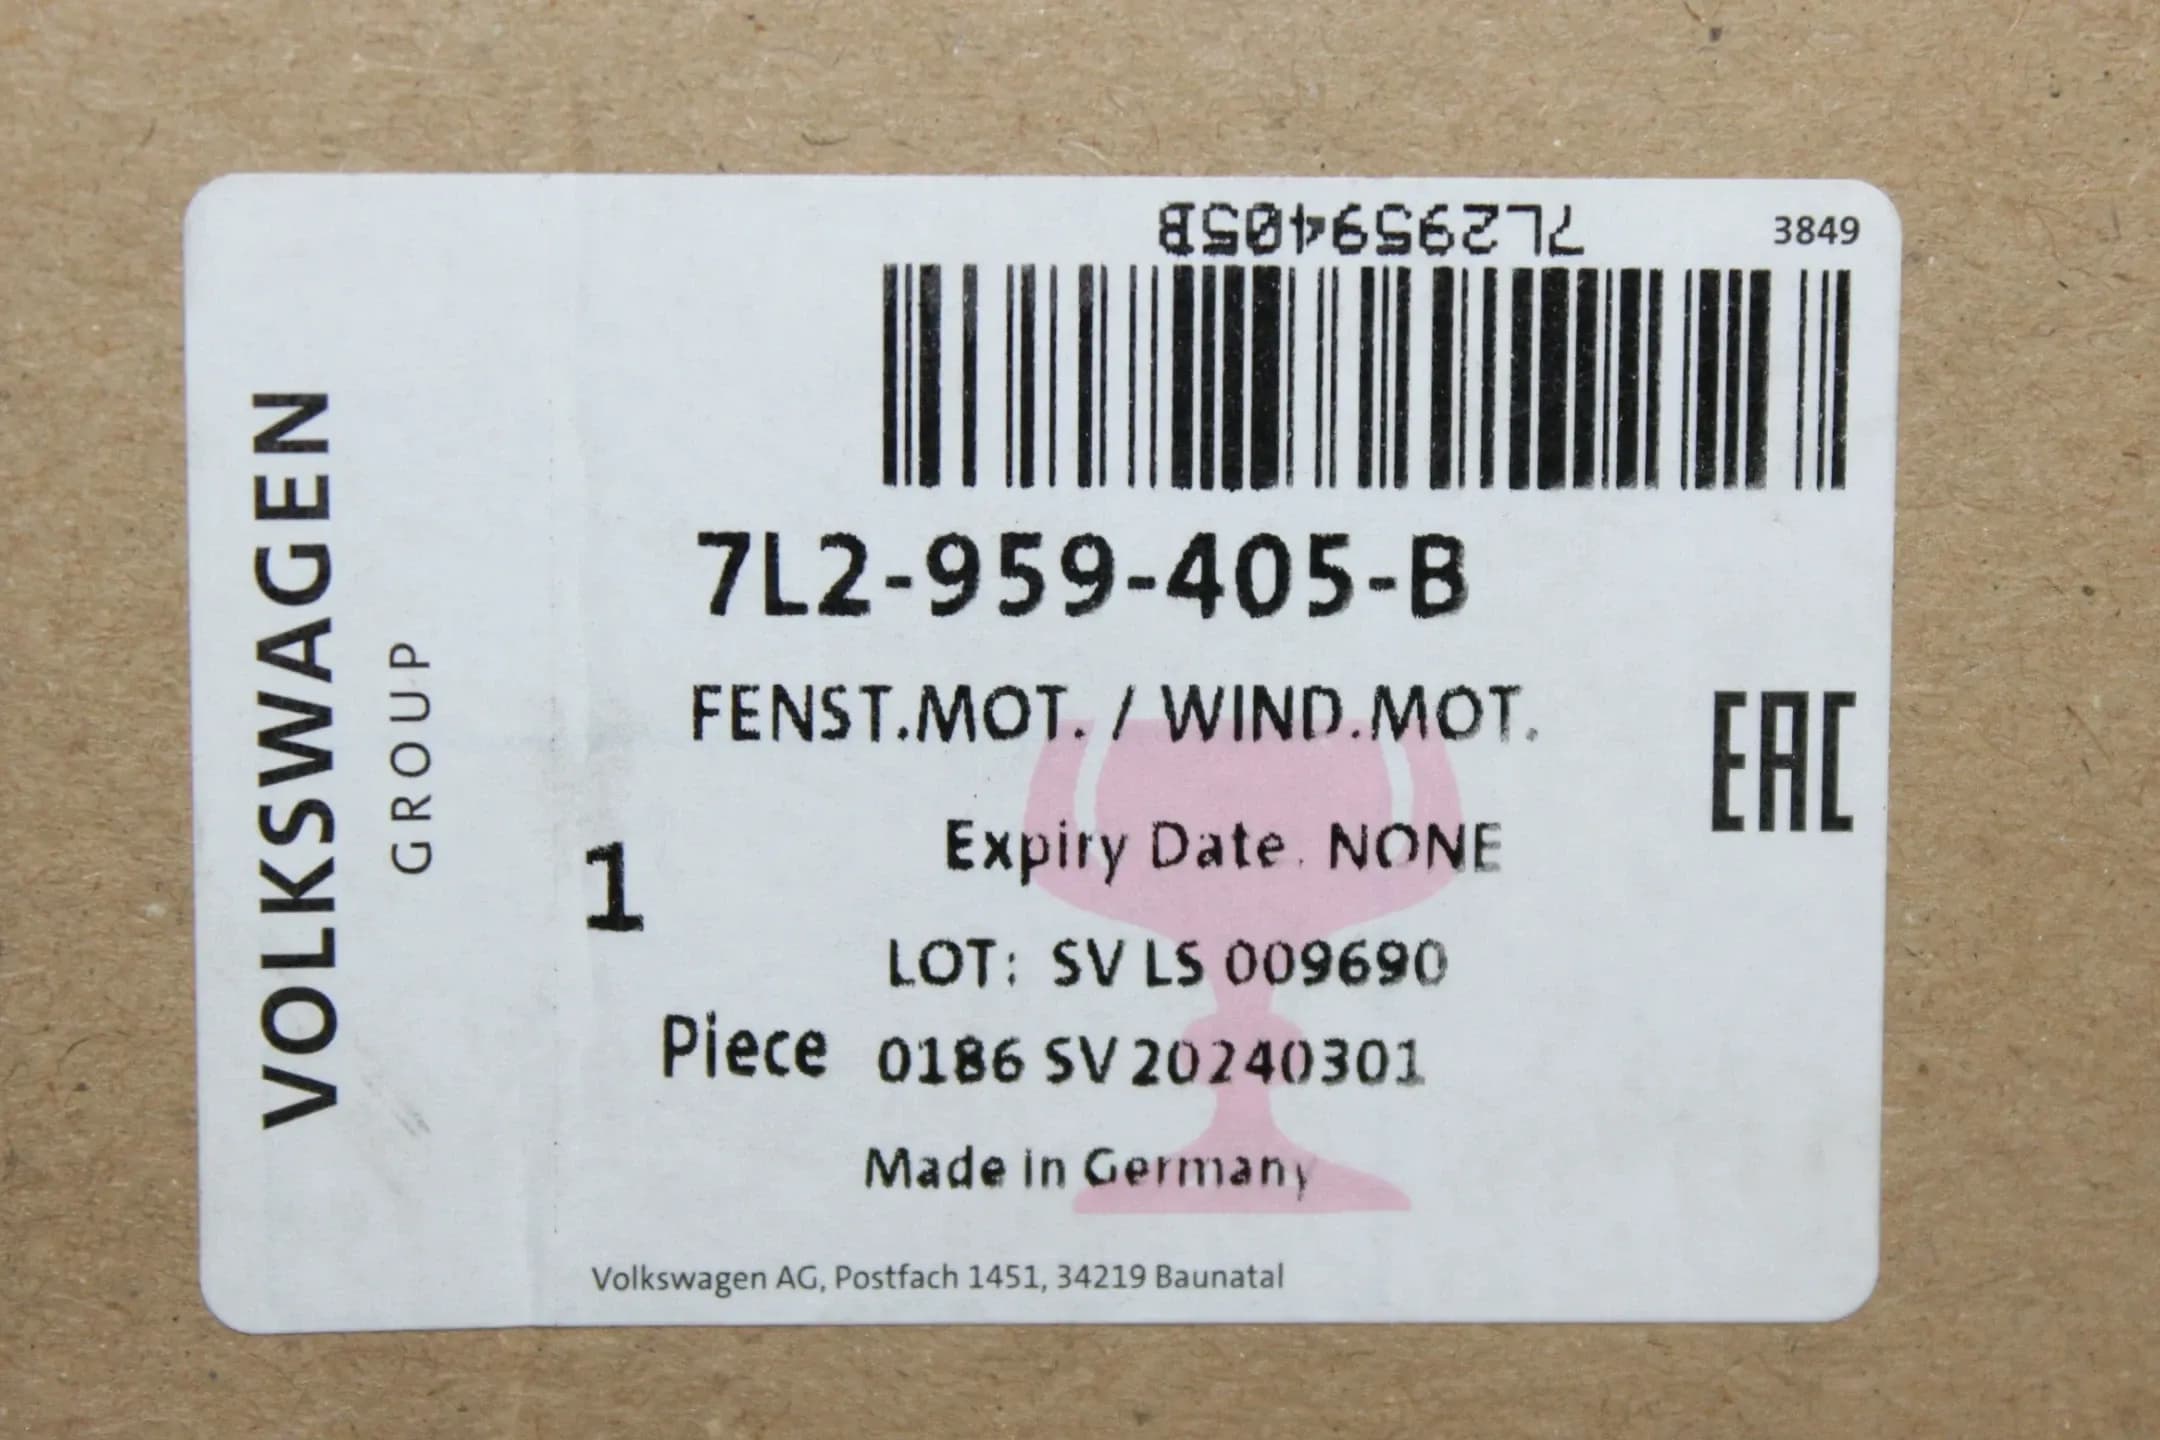 7L2959405B
3849
7L2-959-405-B
FENST.MOT. / WIND.MOT.
EAC
Expiry Date. NONE
1
LOT: SV LS 009690
Piece
0186 SV 20240301
Made in Germany
Volkswagen AG, Postfach 1451, 34219 Baunatal
VOLKSWAGEN
GROUP